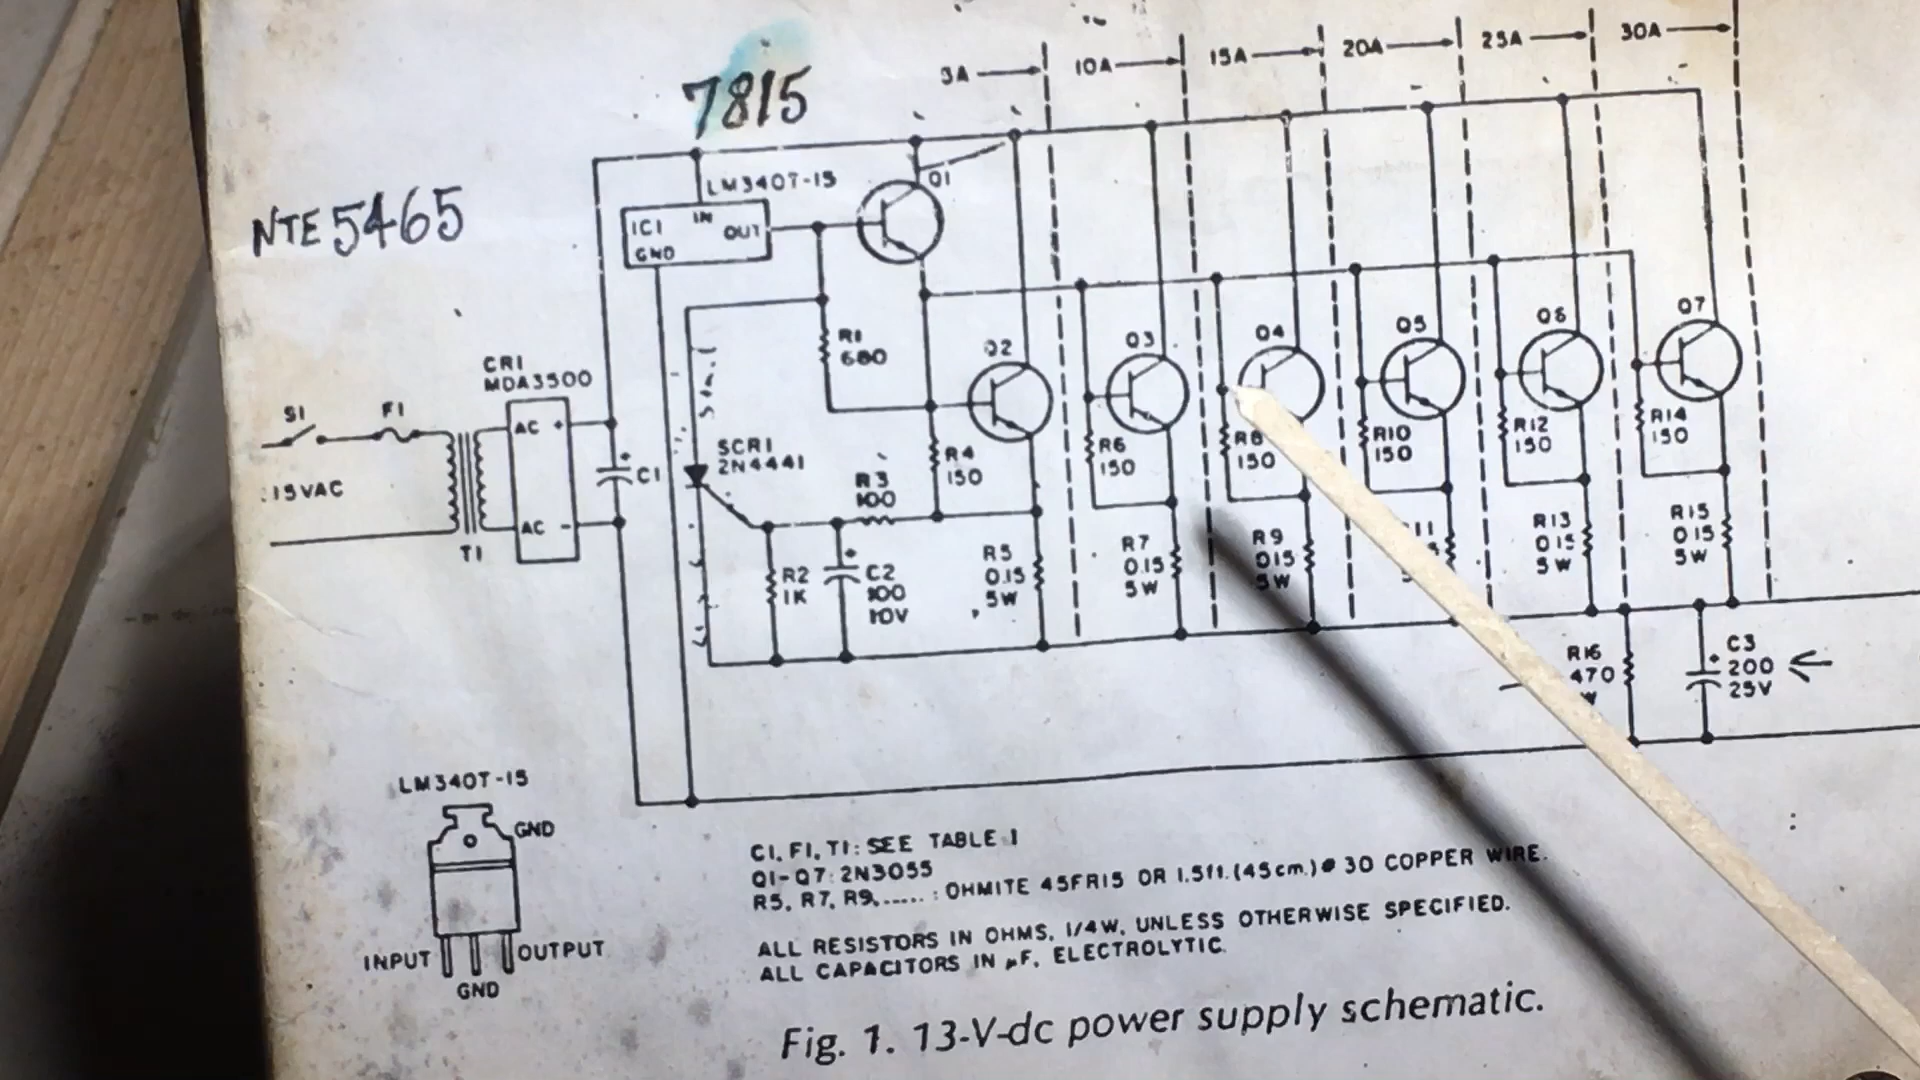 3A
10A
15A
20A
25A
30A
7815
NTE 5465
LM340T-15
Q1
IC1
IN
OUT
GND
R1
680
Q2
Q3
Q4
Q5
Q6
Q7
CR1
MDA3500
S1
F1
AC +
C1
AC -
T1
15VAC
SCR1
2N4441
R3
100
R4
150
R6
150
R8
150
R10
150
R12
150
R14
150
R2
1K
C2
100
10V
R5
0.15
5W
R7
0.15
5W
R9
015
5W
R13
0.15
5W
R15
0.15
5W
R16
470
W
C3
200
25V
LM340T-15
GND
INPUT
OUTPUT
GND
C1, F1, T1: SEE TABLE 1
Q1-Q7: 2N3055
R5, R7, R9,..... : OHMITE 45FR15 OR 1.5ft.(45cm.)# 30 COPPER WIRE.
ALL RESISTORS IN OHMS, 1/4W, UNLESS OTHERWISE SPECIFIED.
ALL CAPACITORS IN µF, ELECTROLYTIC.
Fig. 1. 13-V-dc power supply schematic.